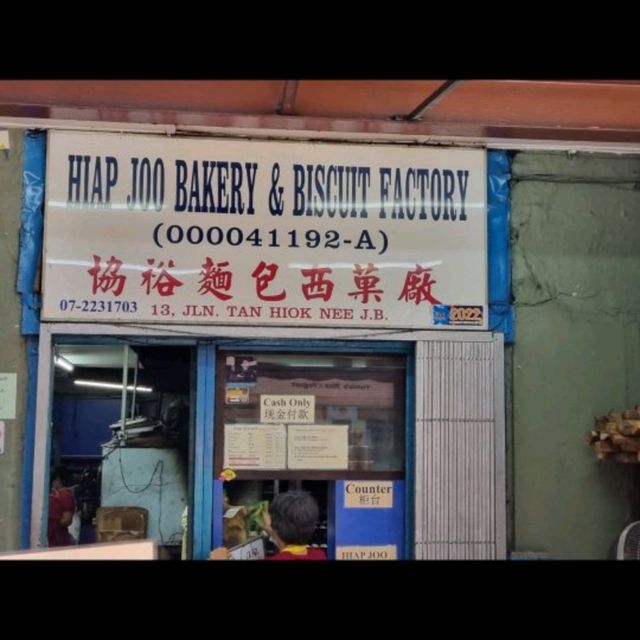 HIAP JOO BAKERY & BISCUIT FACTORY
(000041192-A)
協裕麵包西菓廠
07-2231703
13, JLN. TAN HIOK NEE J.B.
2022
Cash Only
现金付款
Counter
柜台
HIAP JOO